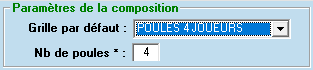 Paramètres de la composition
Grille par défaut : POULES 4 JOUEURS
Nb de poules * : 4